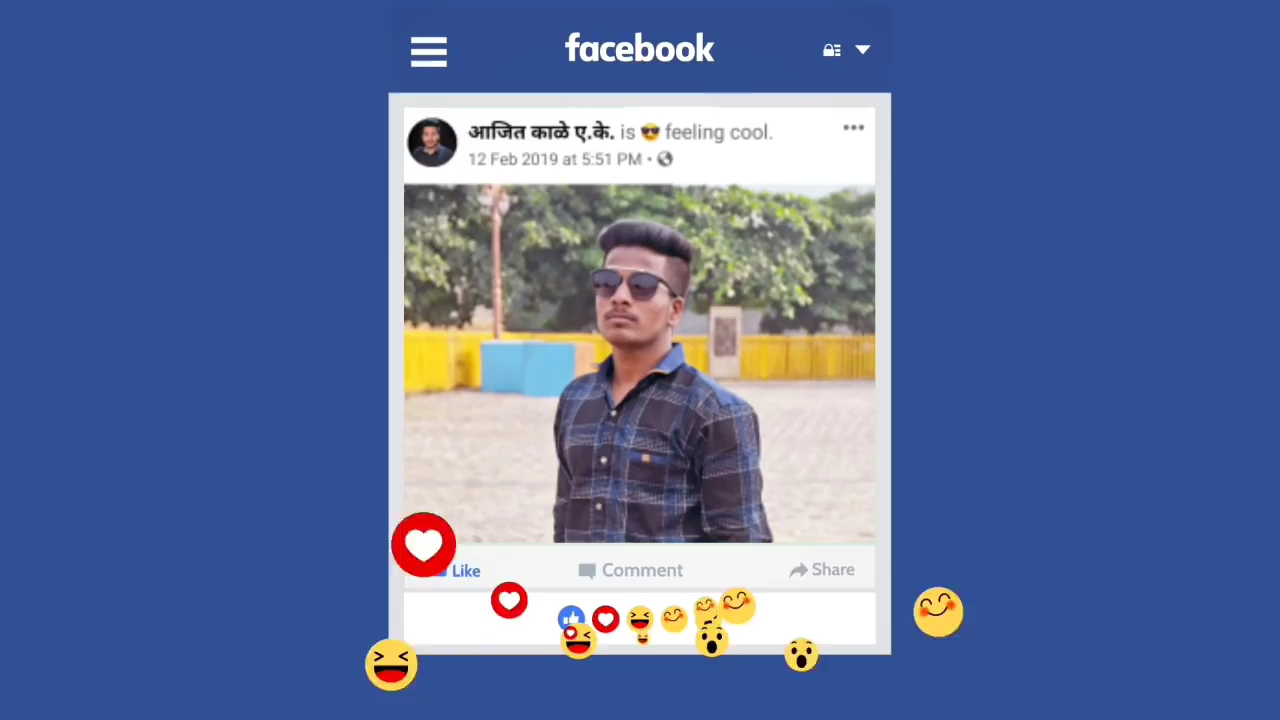 facebook
आजित काळे ए.के. is 😎 feeling cool.
12 Feb 2019 at 5:51 PM
Like
Comment
Share